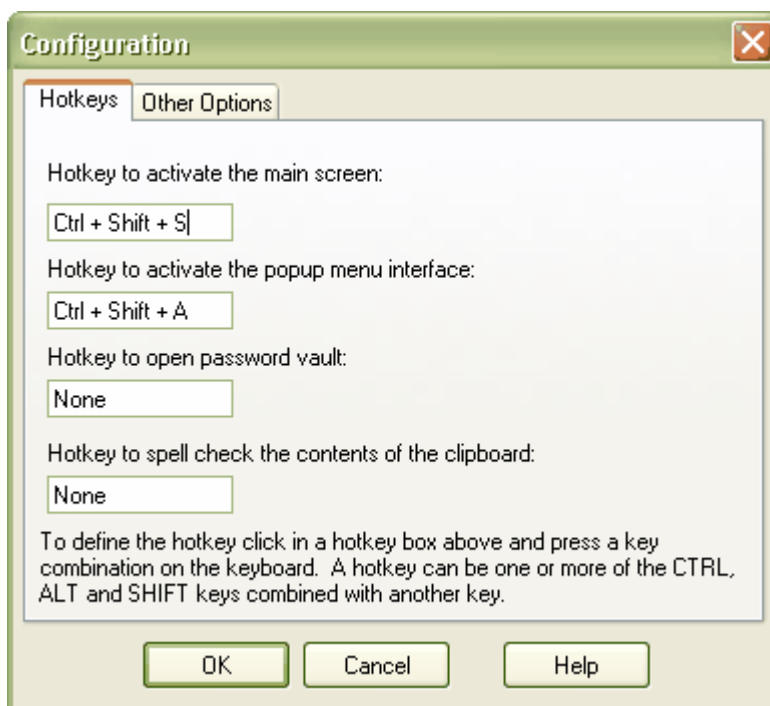 Configuration
Hotkeys Other Options
Hotkey to activate the main screen:
Ctrl + Shift + S
Hotkey to activate the popup menu interface:
Ctrl + Shift + A
Hotkey to open password vault:
None
Hotkey to spell check the contents of the clipboard:
None
To define the hotkey click in a hotkey box above and press a key
combination on the keyboard.  A hotkey can be one or more of the CTRL,
ALT and SHIFT keys combined with another key.
OK Cancel Help